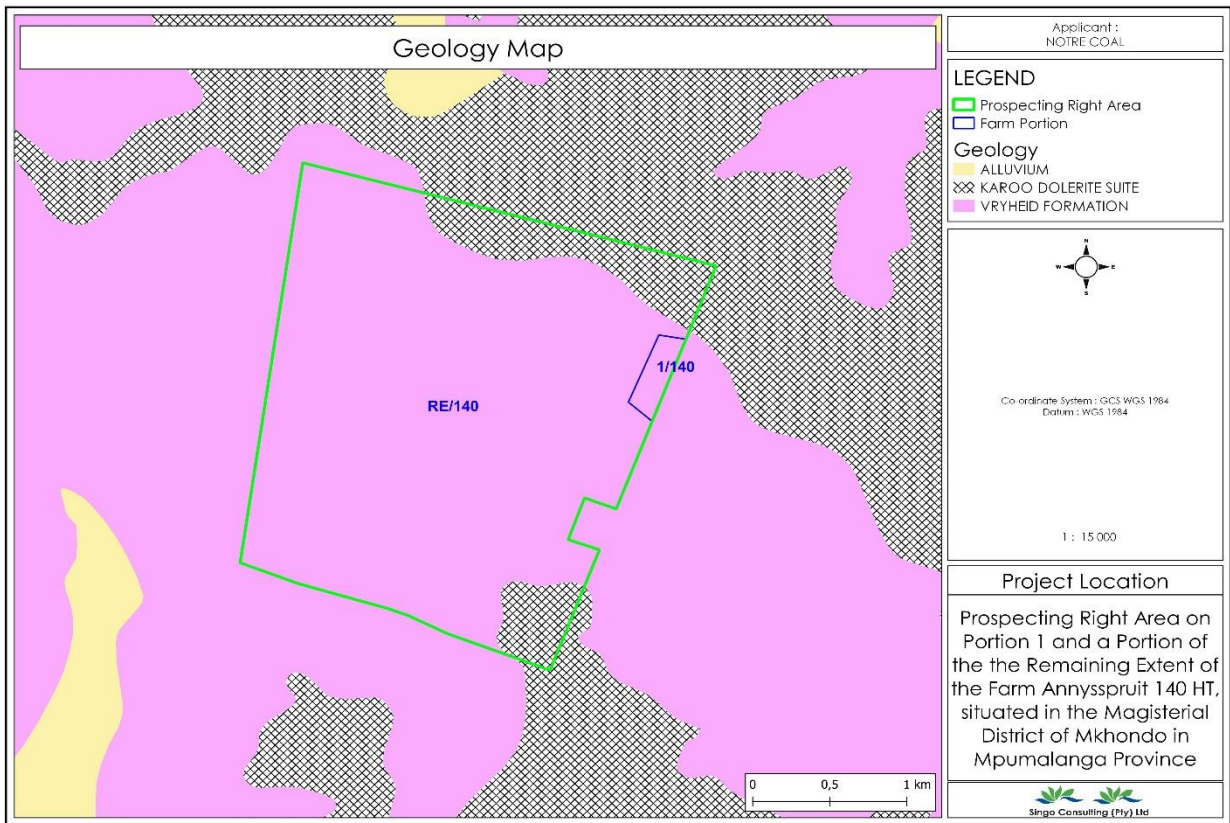 Geology Map
RE/140
1/140
0 0,5 1 km
Applicant :
NOTRE COAL
LEGEND
Prospecting Right Area
Farm Portion
Geology
ALLUVIUM
KAROO DOLERITE SUITE
VRYHEID FORMATION
N
W E
S
Co-ordinate System : GCS WGS 1984
Datum : WGS 1984
1 : 15 000
Project Location
Prospecting Right Area on
Portion 1 and a Portion of
the the Remaining Extent of
the Farm Annysspruit 140 HT,
situated in the Magisterial
District of Mkhondo in
Mpumalanga Province
Singo Consulting (Pty) Ltd